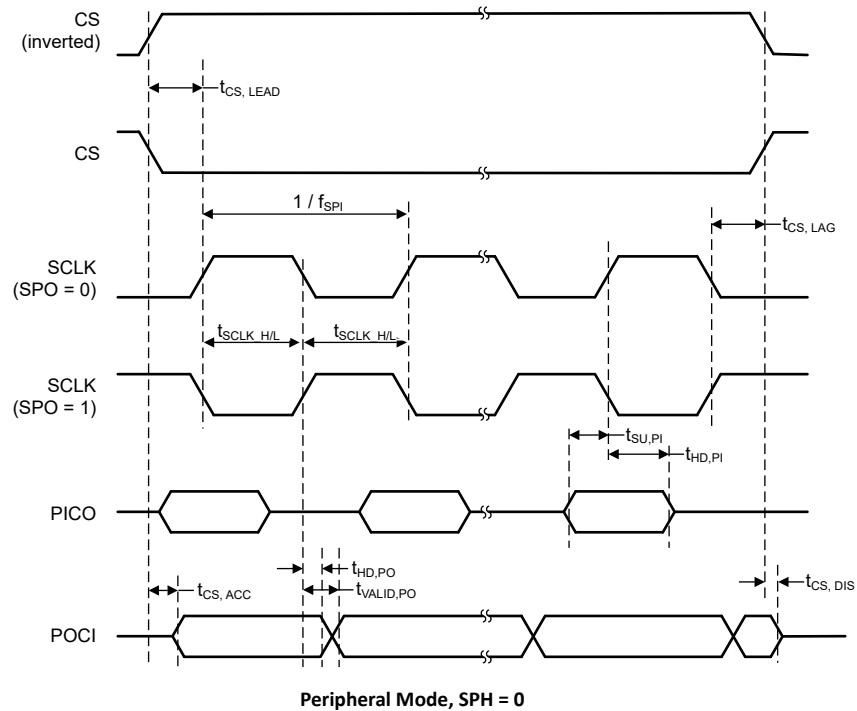 CS
(inverted)
tCS, LEAD
CS
1 / fSPI
tCS, LAG
SCLK
(SPO = 0)
tSCLK_H/L tSCLK_H/L
SCLK
(SPO = 1)
tSU,PI
tHD,PI
PICO
tHD,PO
tVALID,PO
tCS, ACC
tCS, DIS
POCI
Peripheral Mode, SPH = 0